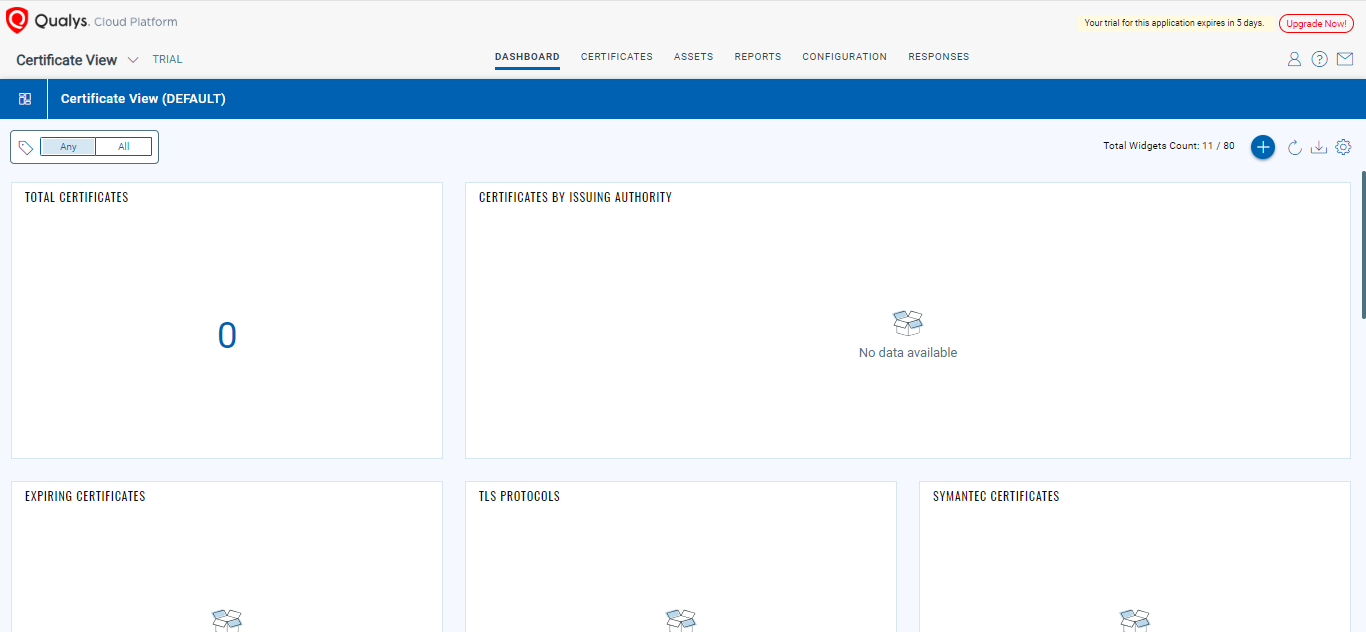 Qualys. Cloud Platform
Your trial for this application expires in 5 days.
Upgrade Now!
Certificate View
TRIAL
DASHBOARD
CERTIFICATES
ASSETS
REPORTS
CONFIGURATION
RESPONSES
Certificate View (DEFAULT)
Any
All
Total Widgets Count: 11 / 80
TOTAL CERTIFICATES
0
CERTIFICATES BY ISSUING AUTHORITY
No data available
EXPIRING CERTIFICATES
TLS PROTOCOLS
SYMANTEC CERTIFICATES